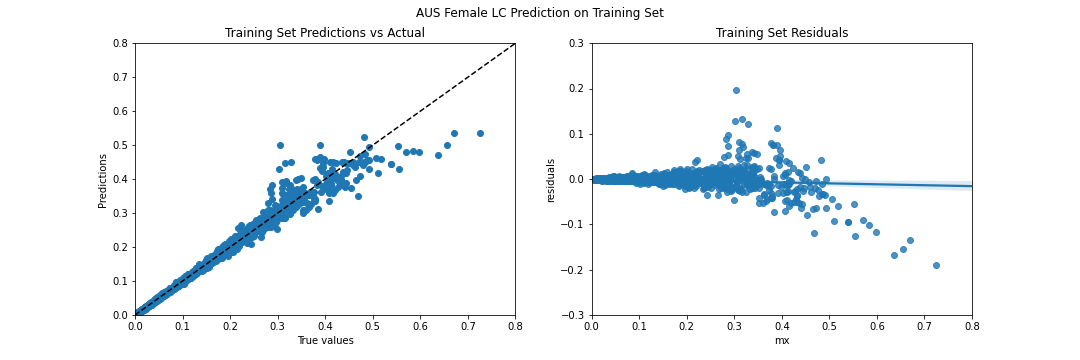 AUS Female LC Prediction on Training Set
Training Set Predictions vs Actual
0.8
0.7
0.6
0.5
0.4
0.3
0.2
0.1
0.0
Predictions
0.0 0.1 0.2 0.3 0.4 0.5 0.6 0.7 0.8
True values
Training Set Residuals
0.3
0.2
0.1
0.0
−0.1
−0.2
−0.3
residuals
0.0 0.1 0.2 0.3 0.4 0.5 0.6 0.7 0.8
mx